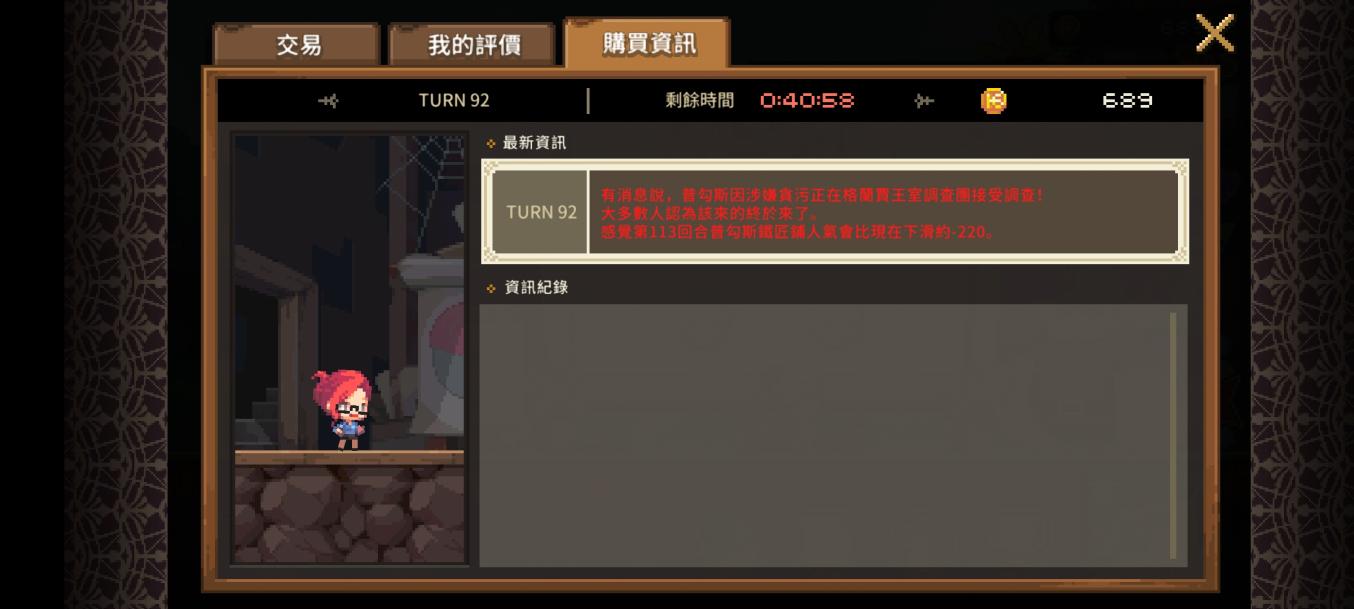 交易
我的評價
購買資訊
TURN 92
剩餘時間
0:40:58
689
最新資訊
TURN 92
有消息說，普勾斯因涉嫌貪污正在格蘭賈王室調查團接受調查！
大多數人認為該來的終於來了。
感覺第113回合普勾斯鐵匠鋪人氣會比現在下滑約-220。
資訊紀錄